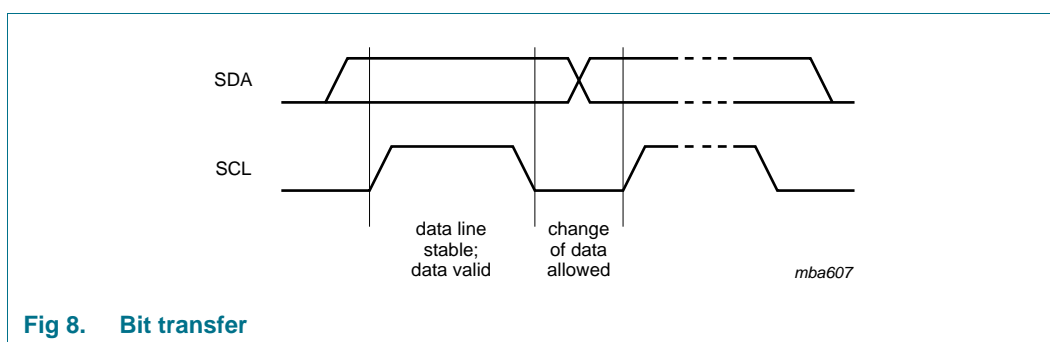 SDA
SCL
data line
stable;
data valid
change
of data
allowed
mba607
Fig 8. Bit transfer